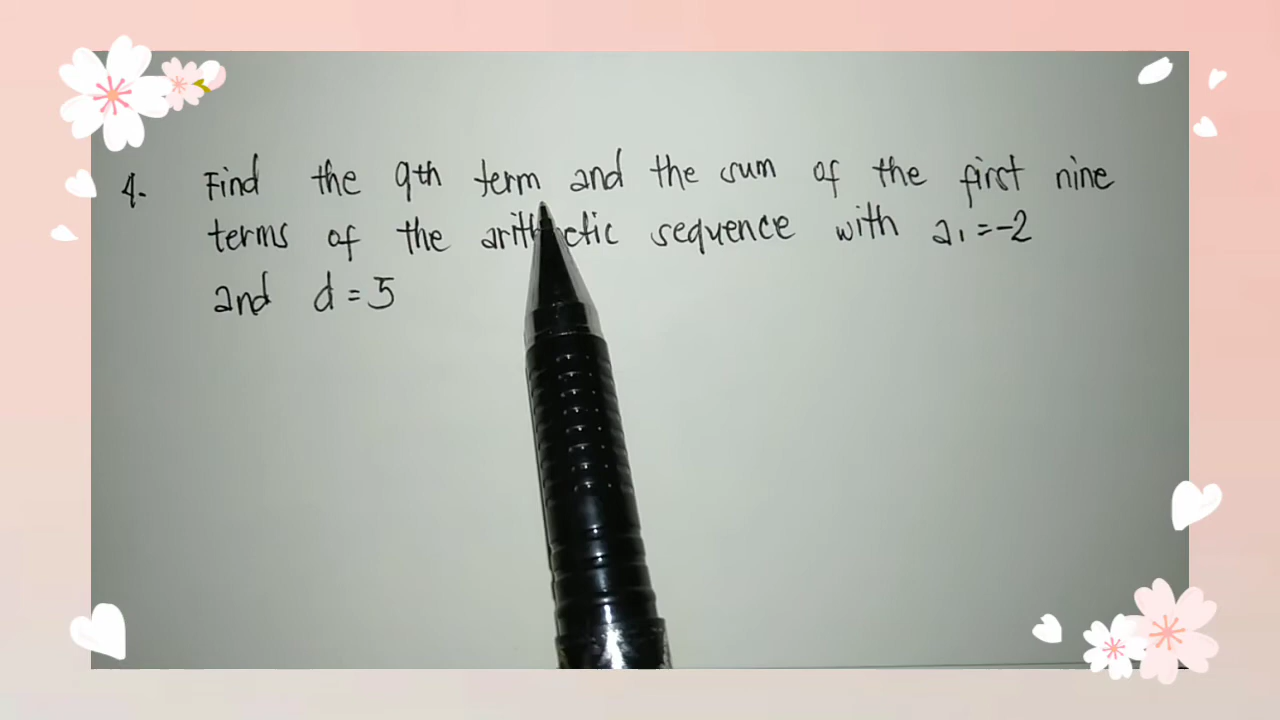 4. Find the 9th term and the sum of the first nine
terms of the sequence with a₁=-2
and d=5